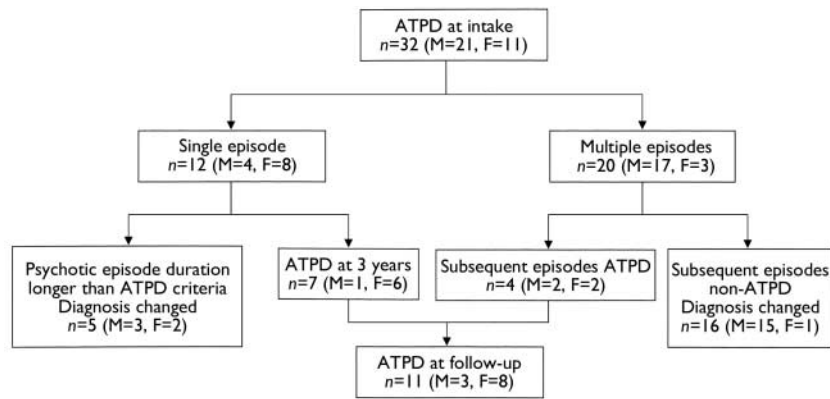 ATPD at intake
n=32 (M=21, F=11)
Single episode
n=12 (M=4, F=8)
Multiple episodes
n=20 (M=17, F=3)
Psychotic episode duration
longer than ATPD criteria
Diagnosis changed
n=5 (M=3, F=2)
ATPD at 3 years
n=7 (M=1, F=6)
Subsequent episodes ATPD
n=4 (M=2, F=2)
Subsequent episodes
non-ATPD
Diagnosis changed
n=16 (M=15, F=1)
ATPD at follow-up
n=11 (M=3, F=8)